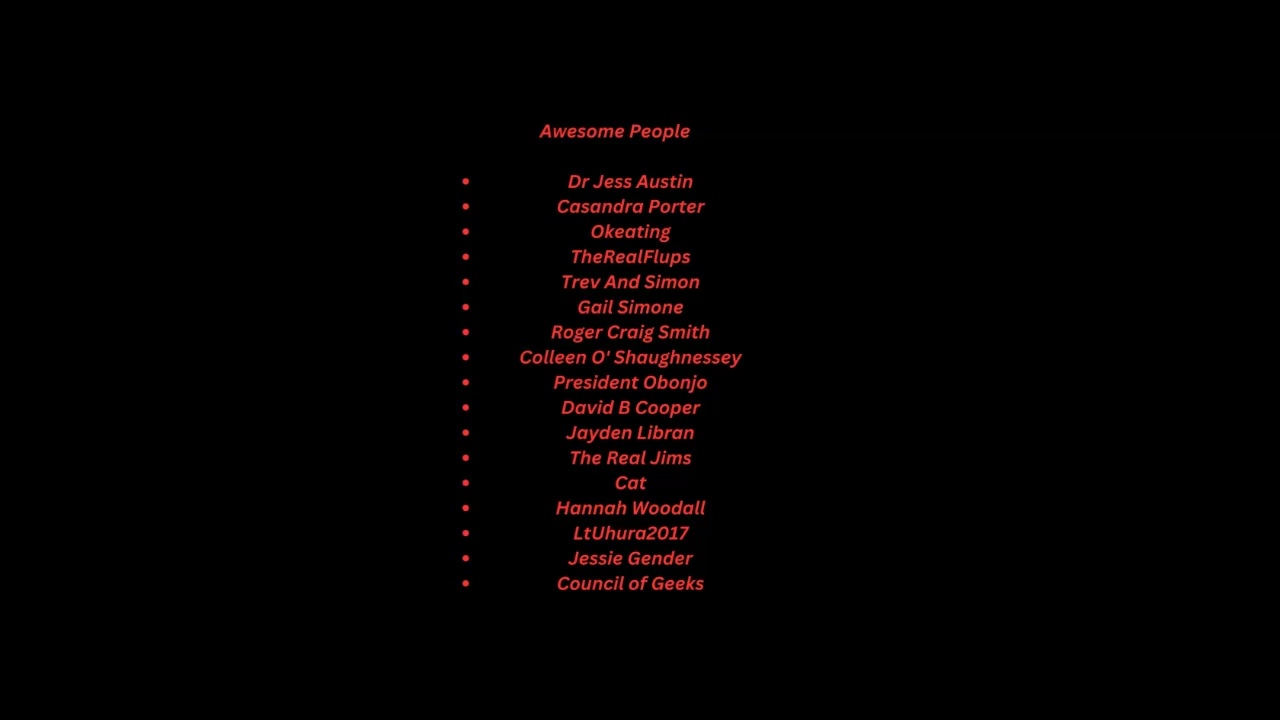 Awesome People
• Dr Jess Austin
• Casandra Porter
• Okeating
• TheRealFlups
• Trev And Simon
• Gail Simone
• Roger Craig Smith
• Colleen O' Shaughnessey
• President Obonjo
• David B Cooper
• Jayden Libran
• The Real Jims
• Cat
• Hannah Woodall
• LtUhura2017
• Jessie Gender
• Council of Geeks